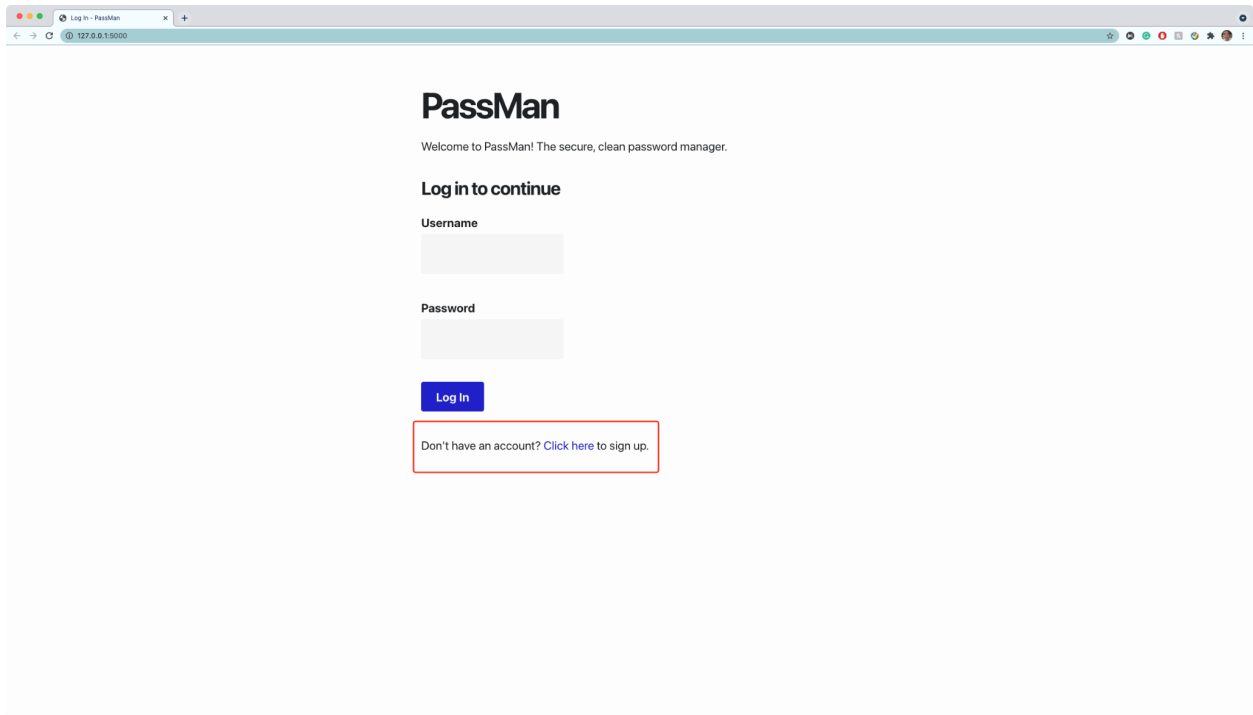 Log In - PassMan
127.0.0.1:5000
PassMan
Welcome to PassMan! The secure, clean password manager.
Log in to continue
Username
Password
Log In
Don't have an account? Click here to sign up.